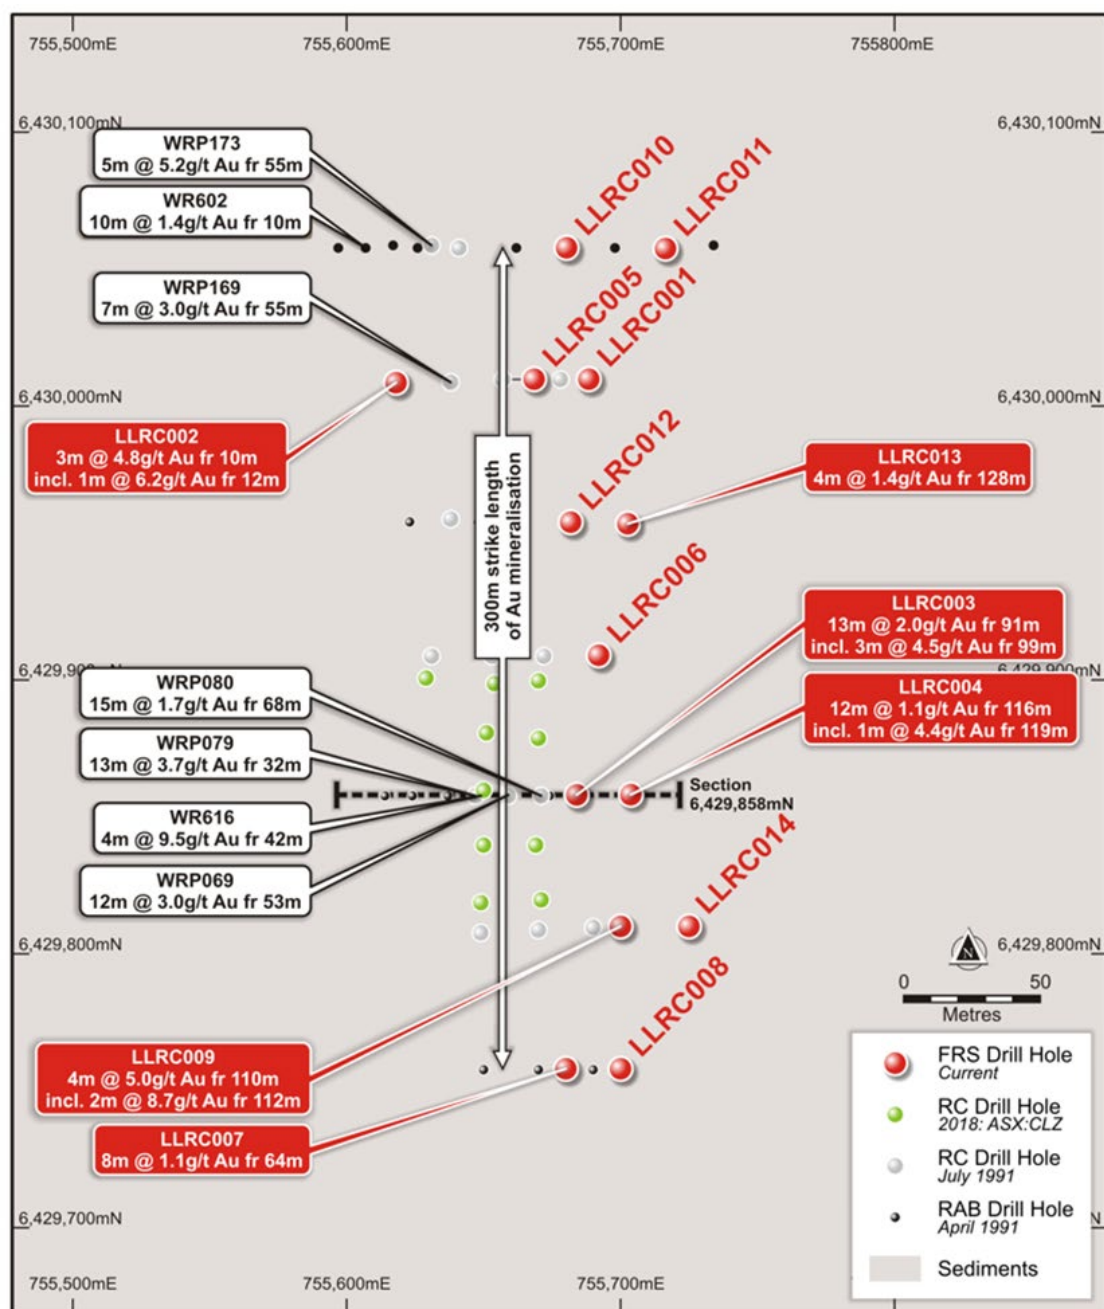 755,500mE
755,600mE
755,700mE
755800mE
6,430,100mN
6,430,100mN
WRP173
5m @ 5.2g/t Au fr 55m
WR602
10m @ 1.4g/t Au fr 10m
LLRC010
LLRC011
WRP169
7m @ 3.0g/t Au fr 55m
LLRC005
LLRC001
6,430,000mN
6,430,000mN
LLRC002
3m @ 4.8g/t Au fr 10m
incl. 1m @ 6.2g/t Au fr 12m
300m strike length
of Au mineralisation
LLRC012
LLRC013
4m @ 1.4g/t Au fr 128m
LLRC006
LLRC003
13m @ 2.0g/t Au fr 91m
incl. 3m @ 4.5g/t Au fr 99m
6,429,900mN
6,429,900mN
WRP080
15m @ 1.7g/t Au fr 68m
LLRC004
12m @ 1.1g/t Au fr 116m
incl. 1m @ 4.4g/t Au fr 119m
WRP079
13m @ 3.7g/t Au fr 32m
Section
6,429,858mN
WR616
4m @ 9.5g/t Au fr 42m
WRP069
12m @ 3.0g/t Au fr 53m
LLRC014
6,429,800mN
6,429,800mN
N
LLRC008
0
50
Metres
LLRC009
4m @ 5.0g/t Au fr 110m
incl. 2m @ 8.7g/t Au fr 112m
LLRC007
8m @ 1.1g/t Au fr 64m
FRS Drill Hole
Current
RC Drill Hole
2018: ASX:CLZ
RC Drill Hole
July 1991
RAB Drill Hole
April 1991
Sediments
6,429,700mN
755,500mE
755,600mE
755,700mE